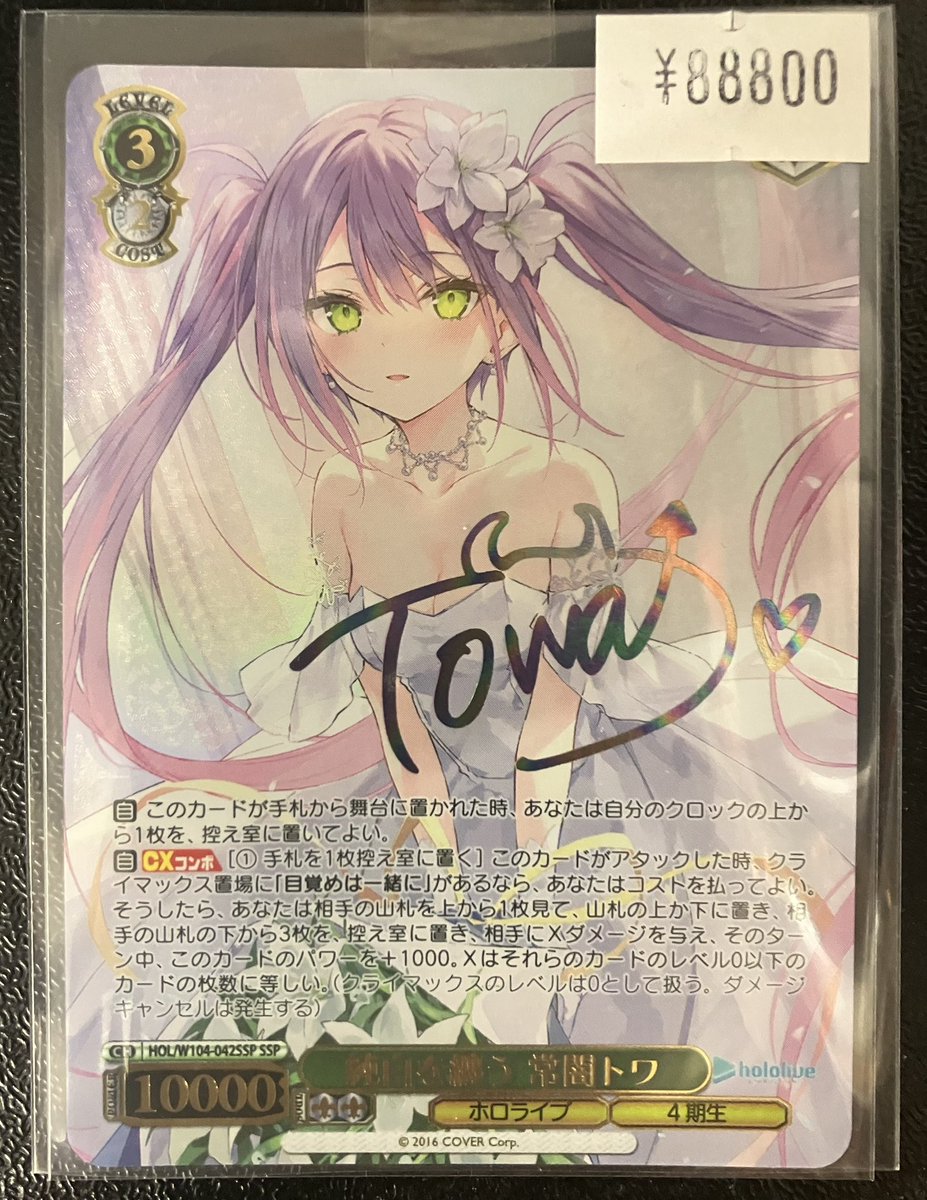 ¥88800
LEVEL
3
2
COST
Towa
自 このカードが手札から舞台に置かれた時、あなたは自分のクロックの上か
ら1枚を、控え室に置いてよい。
自 CXコンボ [① 手札を1枚控え室に置く] このカードがアタックした時、クラ
イマックス置場に「目覚めは一緒に」があるなら、あなたはコストを払ってよい。
そうしたら、あなたは相手の山札を上から1枚見て、山札の上か下に置き、相
手の山札の下から3枚を、控え室に置き、相手にXダメージを与え、そのター
ン中、このカードのパワーを+1000。Xはそれらのカードのレベル0以下の
カードの枚数に等しい。(クライマックスのレベルは0として扱う。ダメージ
キャンセルは発生する)
HOL/W104-042SSP SSP
常闇トワ
hololive
POWER
10000
SOUL
ホロライブ
4期生
© 2016 COVER Corp.